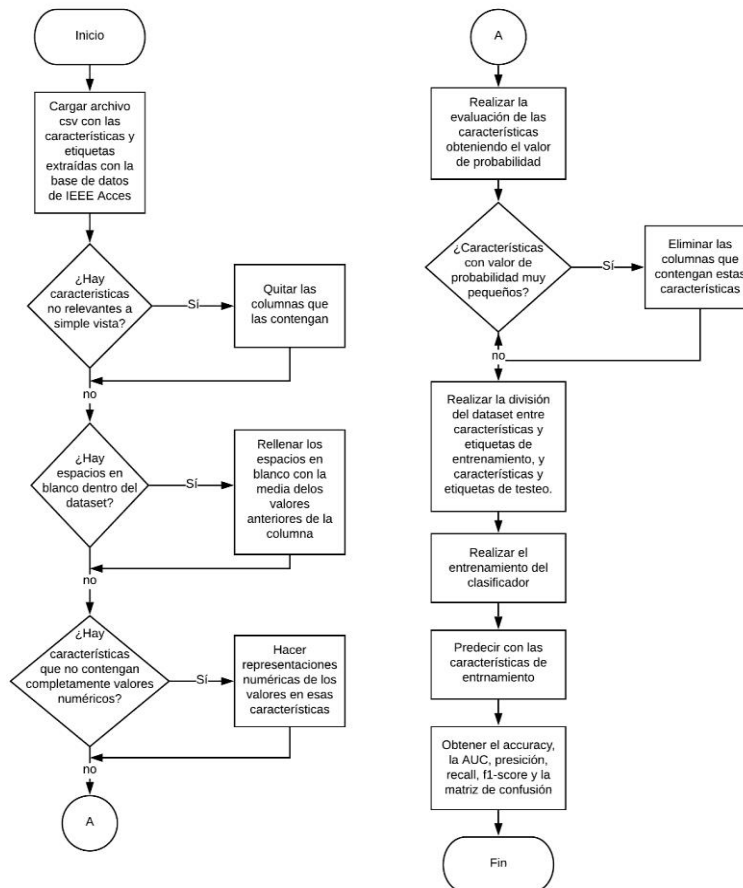 Inicio
Cargar archivo
csv con las
características y
etiquetas
extraídas con la
base de datos
de IEEE Acces
¿Hay
caracteristicas
no relevantes a
simple vista?
Sí
Quitar las
columnas que
las contengan
no
¿Hay
espacios en
blanco dentro del
dataset?
Sí
Rellenar los
espacios en
blanco con la
media delos
valores
anteriores de la
columna
no
¿Hay
características
que no contengan
completamente valores
numéricos?
Sí
Hacer
representaciones
numéricas de los
valores en esas
características
no
A
A
Realizar la
evaluación de las
características
obteniendo el valor
de probabilidad
¿Características
con valor de
probabilidad muy
pequeños?
Sí
Eliminar las
columnas que
contengan estas
características
no
Realizar la división
del dataset entre
características y
etiquetas de
entrenamiento, y
características y
etiquetas de testeo.
Realizar el
entrenamiento del
clasificador
Predecir con las
características de
entrnamiento
Obtener el accuracy,
la AUC, presición,
recall, f1-score y la
matriz de confusión
Fin